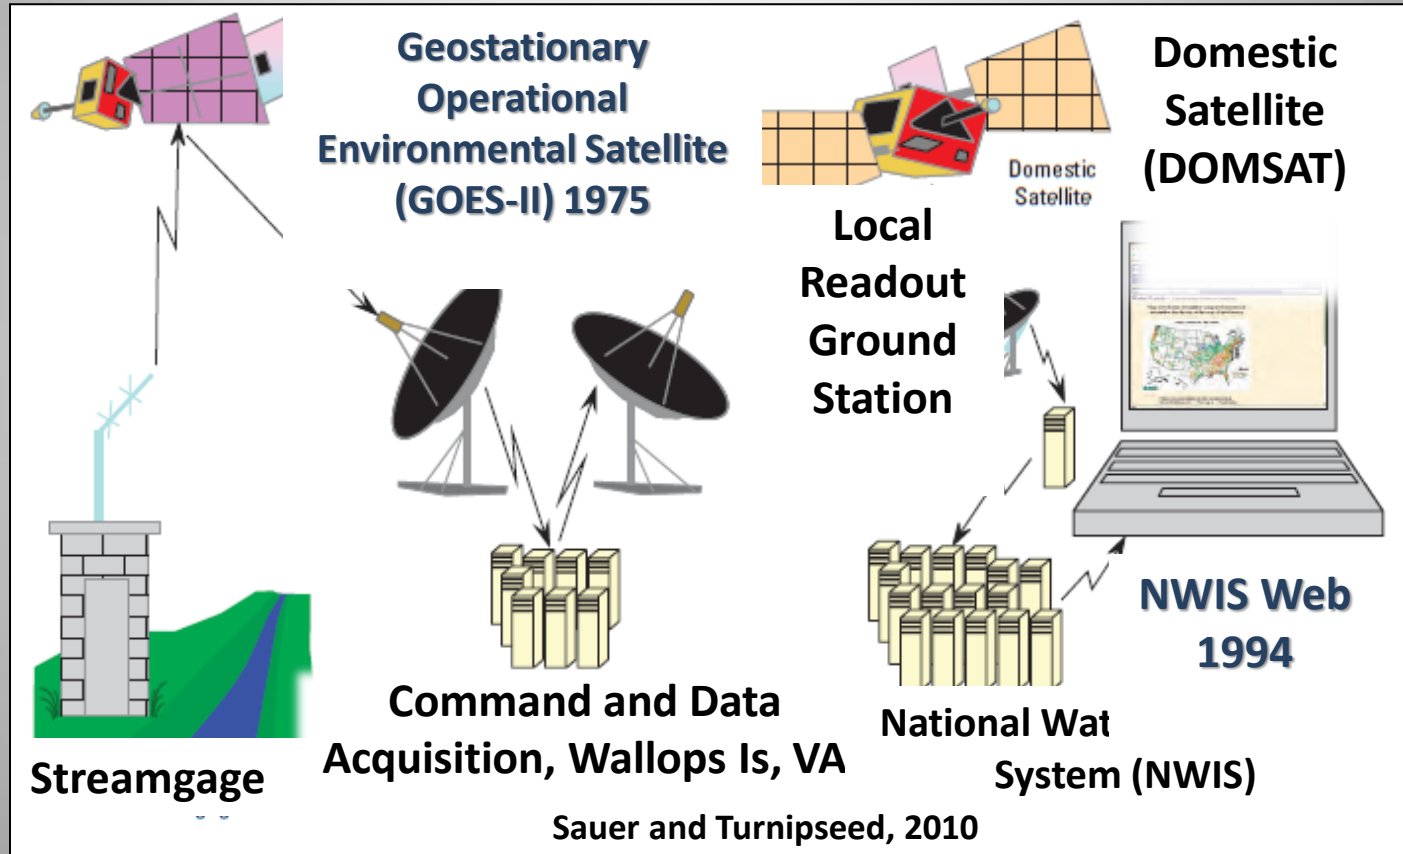 Geostationary
Operational
Environmental Satellite
(GOES-II) 1975
Domestic
Satellite
(DOMSAT)
Domestic
Satellite
Local
Readout
Ground
Station
NWIS Web
1994
Command and Data
Acquisition, Wallops Is, VA
National Wat
System (NWIS)
Streamgage
Sauer and Turnipseed, 2010